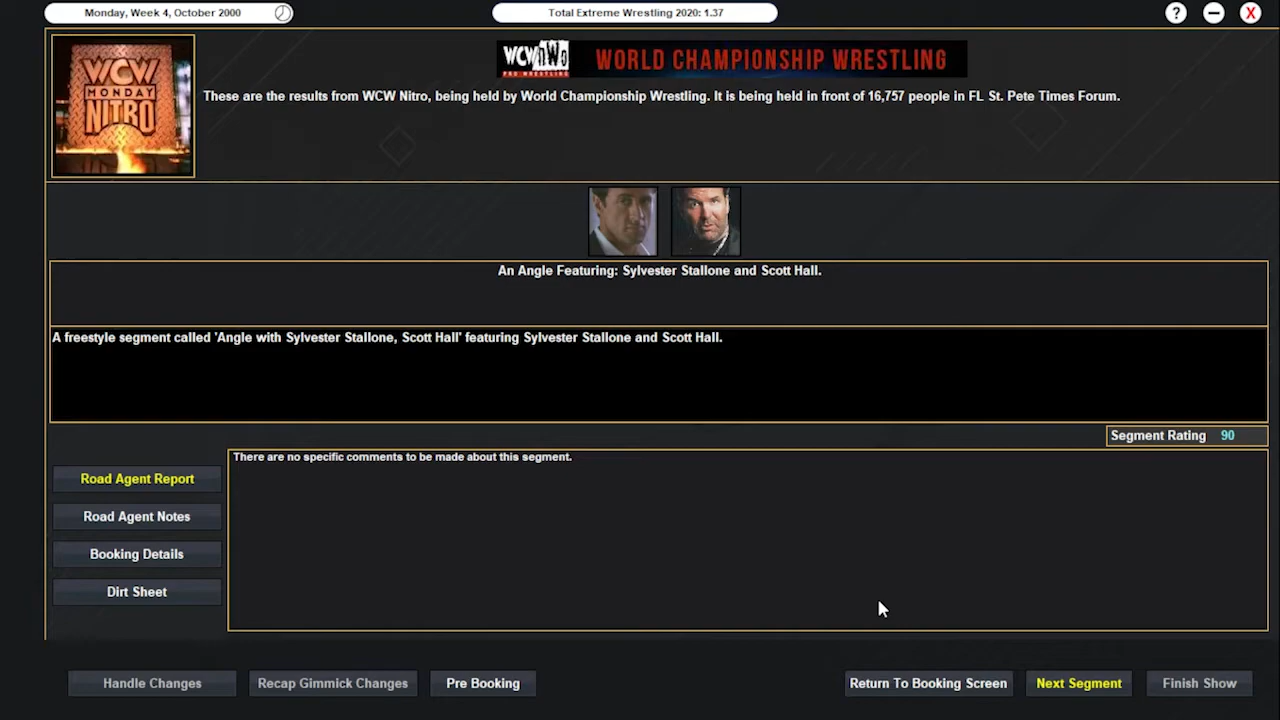 Monday, Week 4, October 2000
Total Extreme Wrestling 2020: 1.37
?
X
WCW
MONDAY
NITRO
WCW nWo
PRO WRESTLING
WORLD CHAMPIONSHIP WRESTLING
These are the results from WCW Nitro, being held by World Championship Wrestling. It is being held in front of 16,757 people in FL St. Pete Times Forum.
An Angle Featuring: Sylvester Stallone and Scott Hall.
A freestyle segment called 'Angle with Sylvester Stallone, Scott Hall' featuring Sylvester Stallone and Scott Hall.
Segment Rating 90
There are no specific comments to be made about this segment.
Road Agent Report
Road Agent Notes
Booking Details
Dirt Sheet
Handle Changes
Recap Gimmick Changes
Pre Booking
Return To Booking Screen
Next Segment
Finish Show